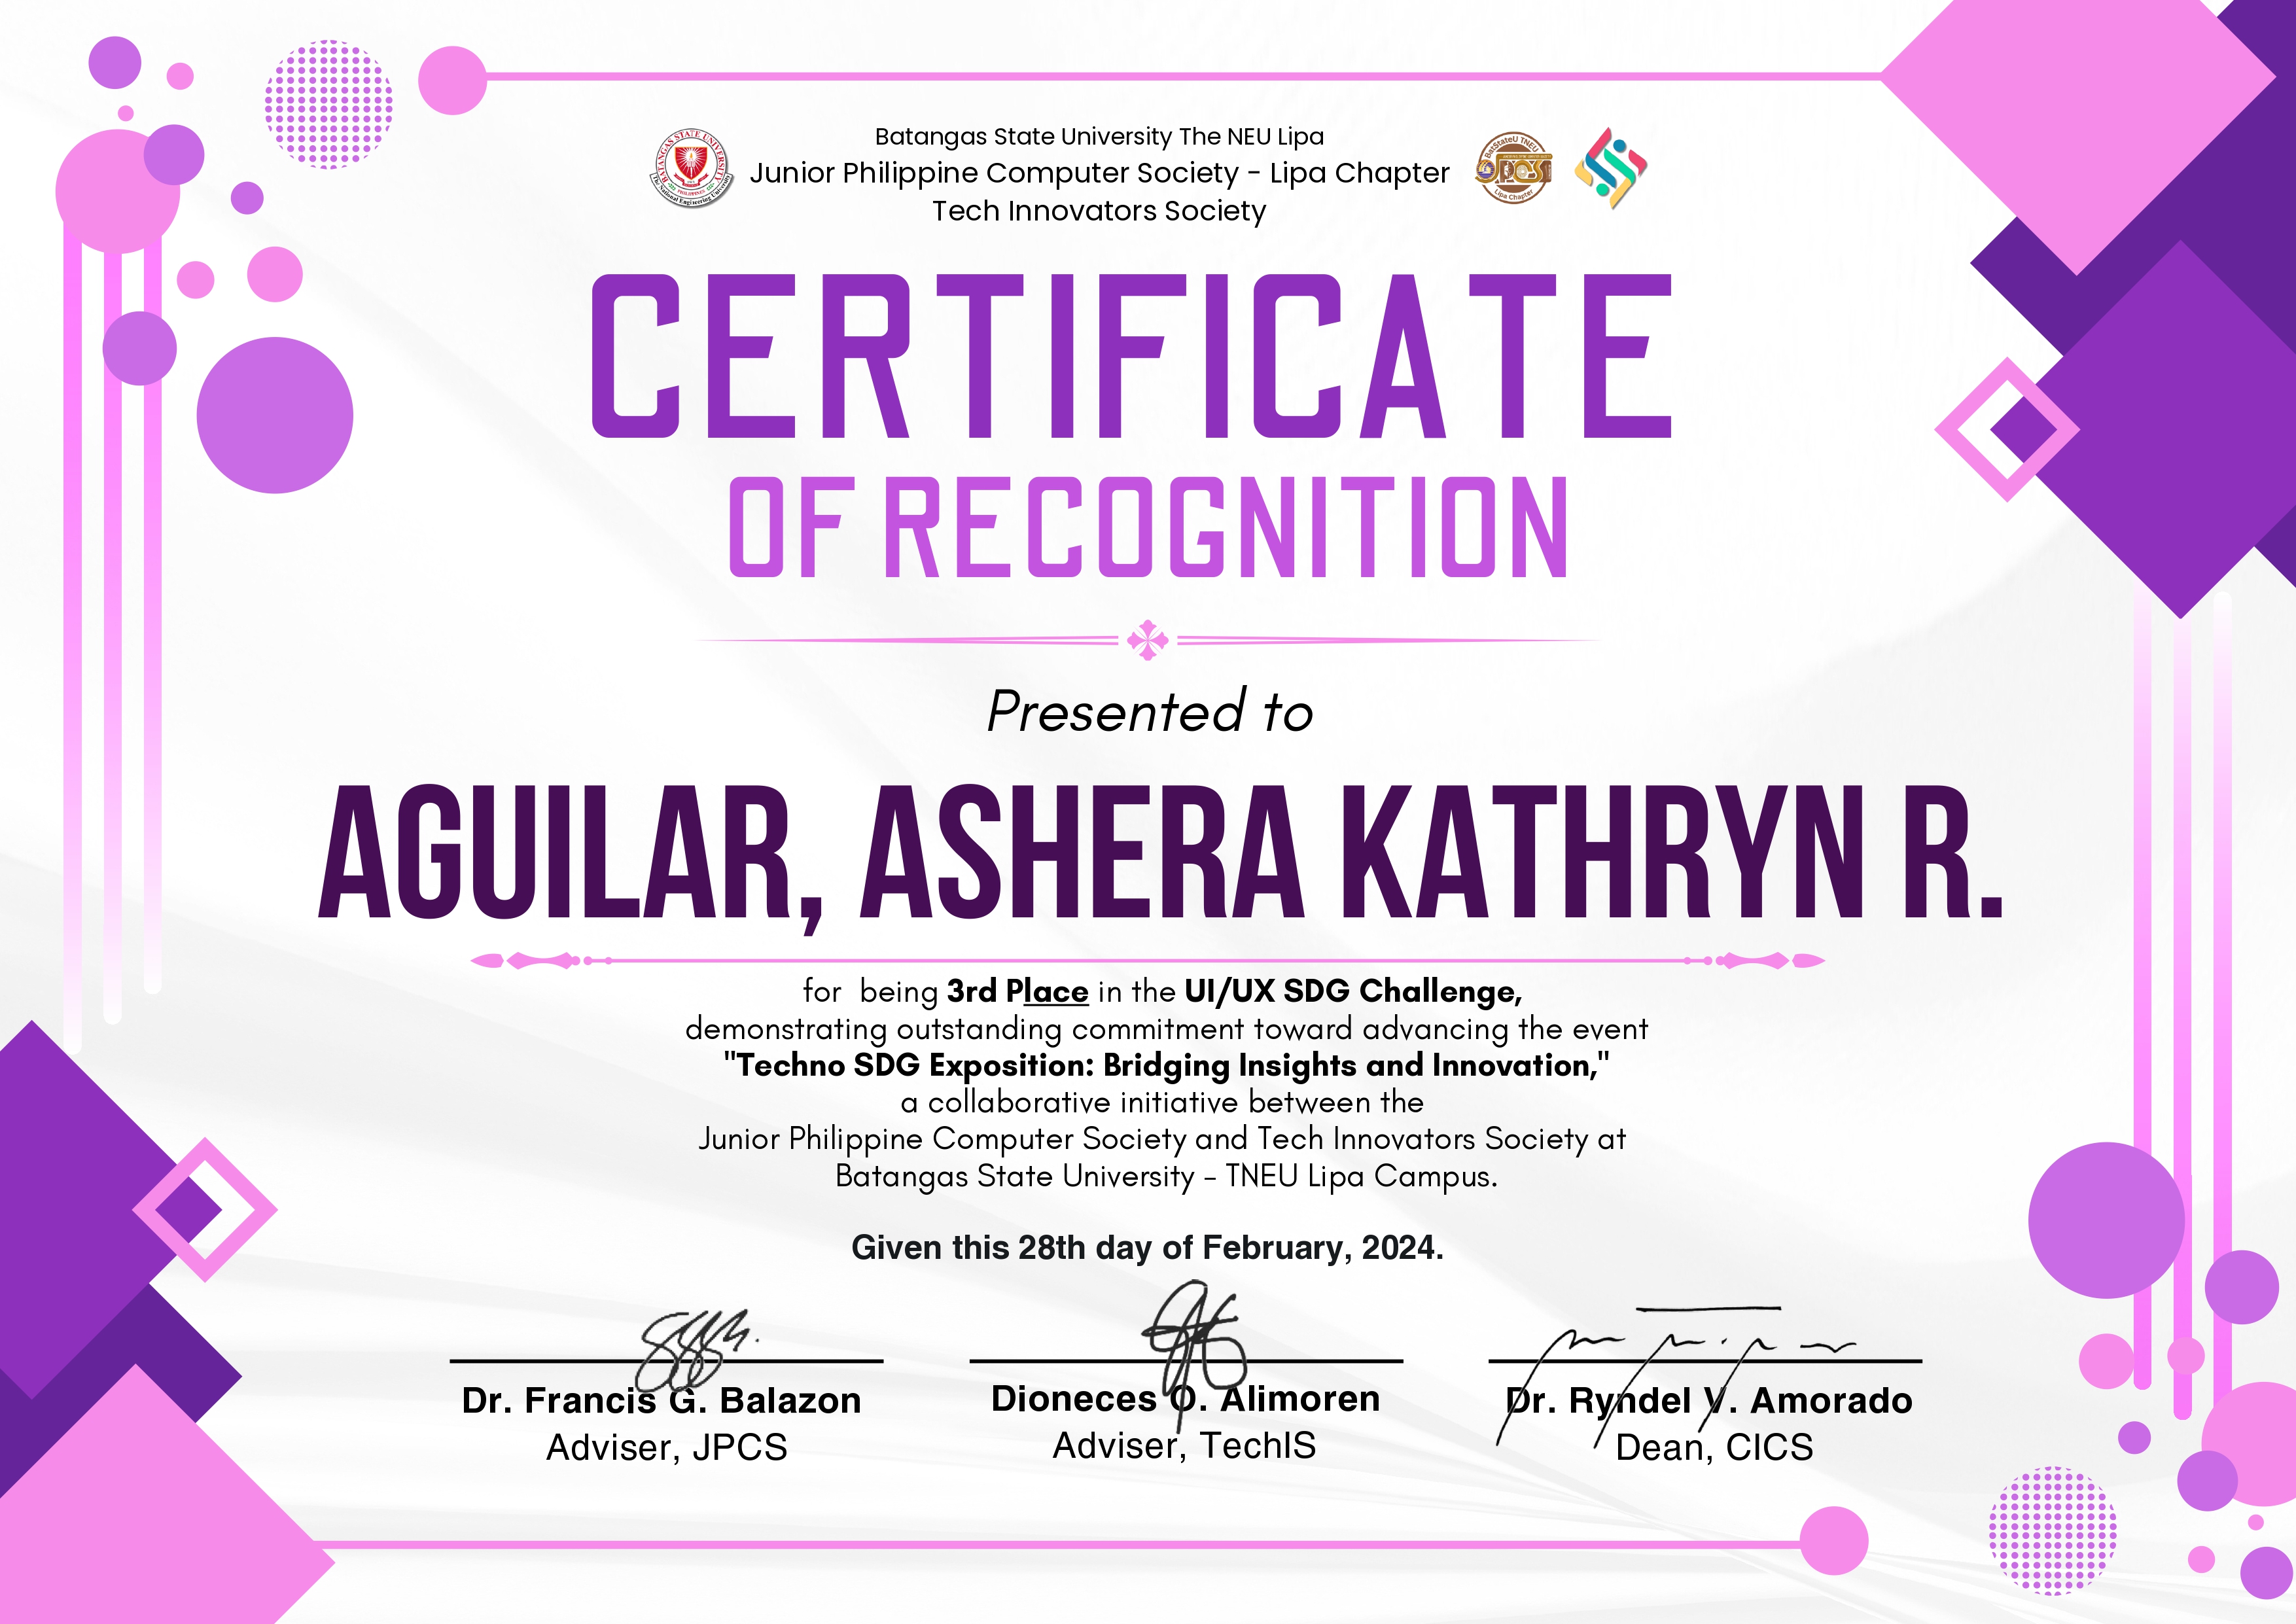 Batangas State University The NEU Lipa
Junior Philippine Computer Society - Lipa Chapter
Tech Innovators Society
BATANGAS STATE UNIVERSITY
PHILIPPINES
The National Engineering University
BatStateU TNEU
JPCS
Lipa Chapter
CERTIFICATE
OF RECOGNITION
Presented to
AGUILAR, ASHERA KATHRYN R.
for being 3rd Place in the UI/UX SDG Challenge,
demonstrating outstanding commitment toward advancing the event
"Techno SDG Exposition: Bridging Insights and Innovation,"
a collaborative initiative between the
Junior Philippine Computer Society and Tech Innovators Society at
Batangas State University - TNEU Lipa Campus.
Given this 28th day of February, 2024.
Dr. Francis G. Balazon
Adviser, JPCS
Dioneces O. Alimoren
Adviser, TechIS
Dr. Ryndel V. Amorado
Dean, CICS